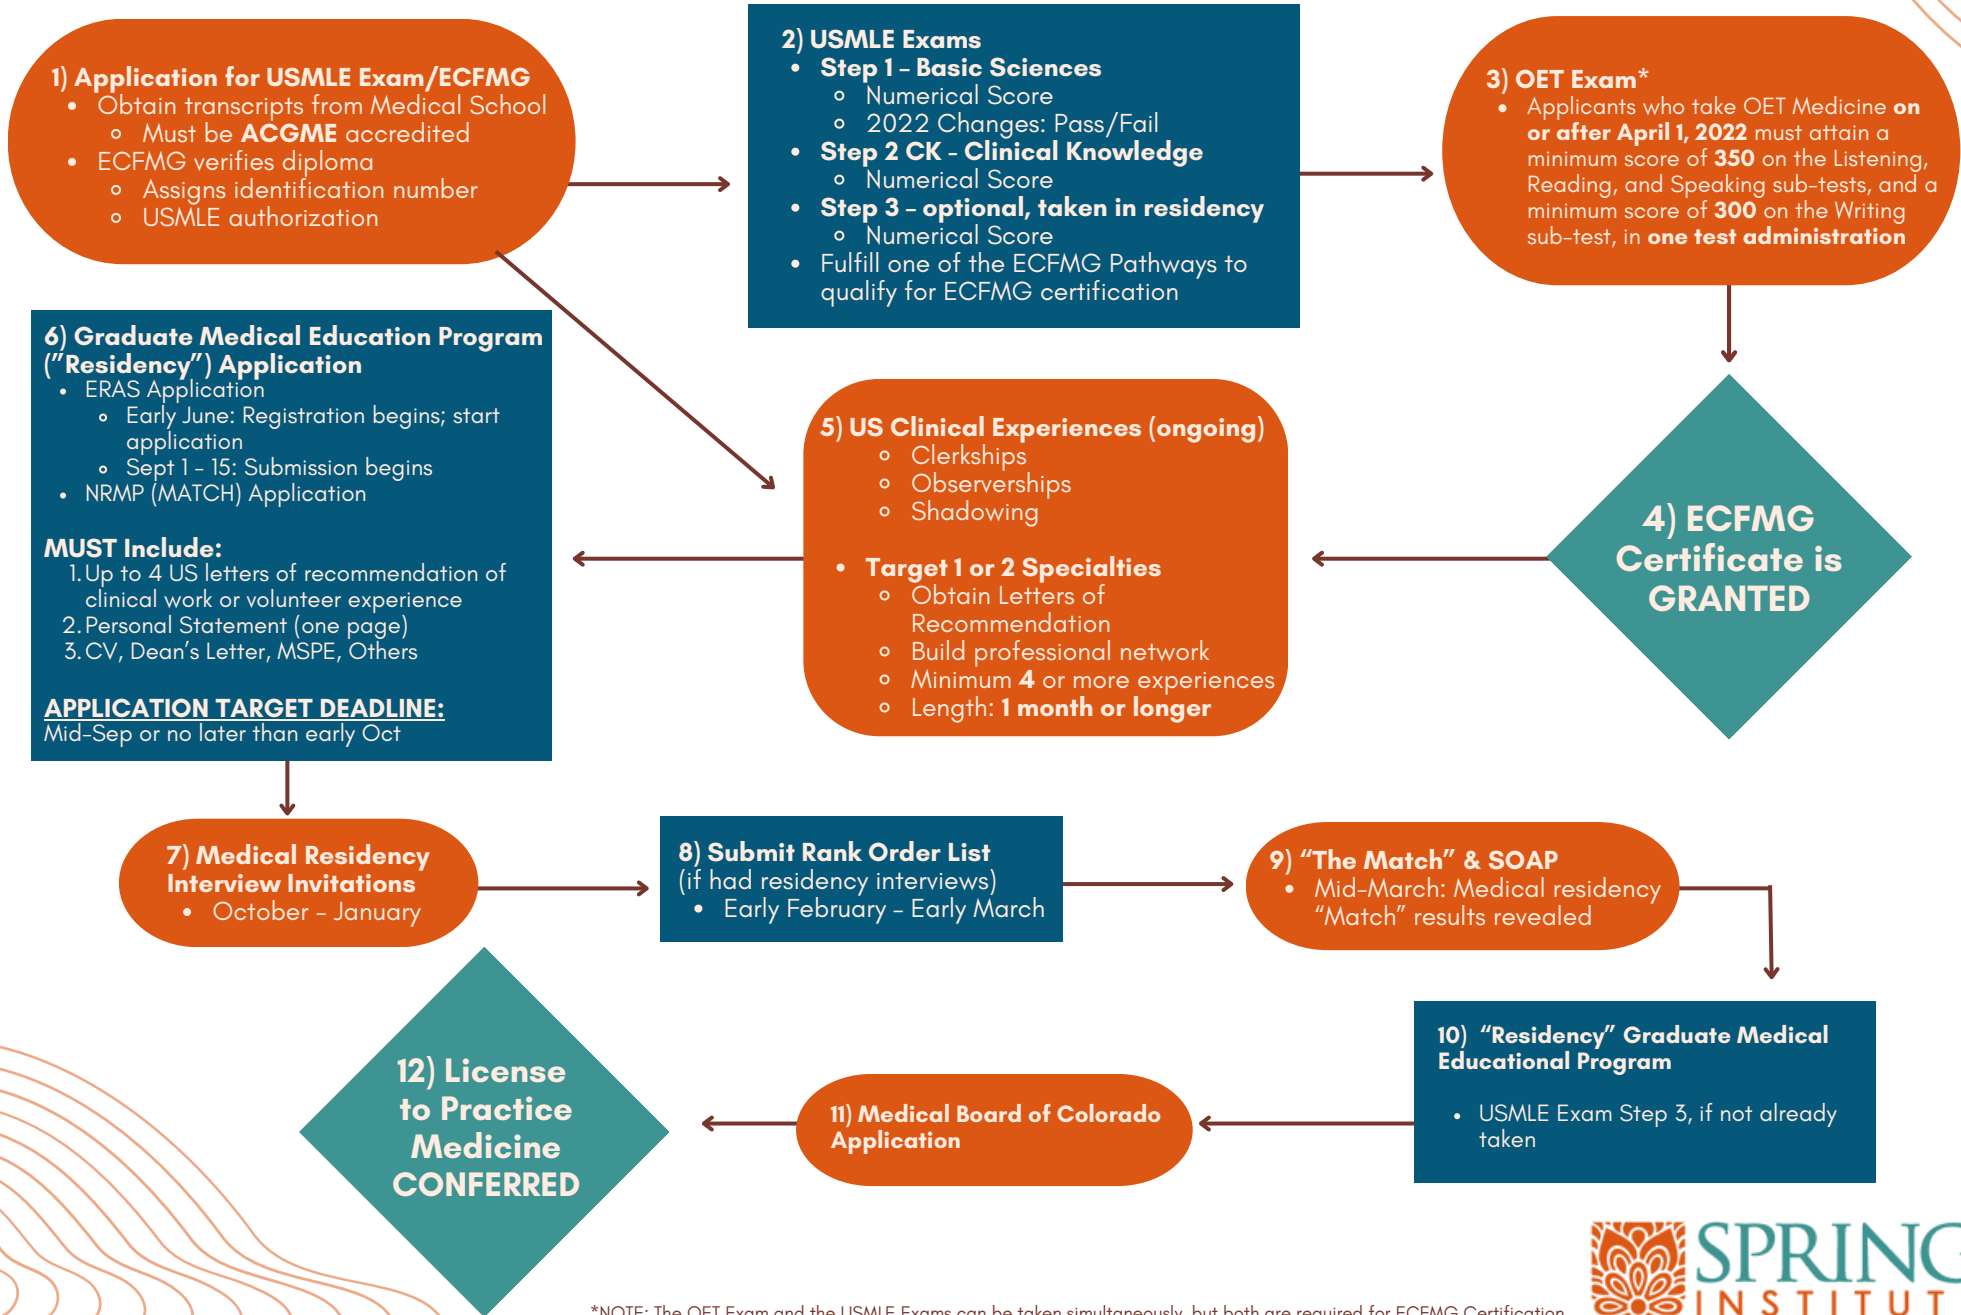 1) Application for USMLE Exam/ECFMG
• Obtain transcripts from Medical School
◦ Must be ACGME accredited
• ECFMG verifies diploma
◦ Assigns identification number
◦ USMLE authorization
2) USMLE Exams
• Step 1 – Basic Sciences
◦ Numerical Score
◦ 2022 Changes: Pass/Fail
• Step 2 CK – Clinical Knowledge
◦ Numerical Score
• Step 3 – optional, taken in residency
◦ Numerical Score
• Fulfill one of the ECFMG Pathways to
qualify for ECFMG certification
3) OET Exam*
• Applicants who take OET Medicine on
or after April 1, 2022 must attain a
minimum score of 350 on the Listening,
Reading, and Speaking sub-tests, and a
minimum score of 300 on the Writing
sub-test, in one test administration
4) ECFMG
Certificate is
GRANTED
5) US Clinical Experiences (ongoing)
◦ Clerkships
◦ Observerships
◦ Shadowing
• Target 1 or 2 Specialties
◦ Obtain Letters of
Recommendation
◦ Build professional network
◦ Minimum 4 or more experiences
◦ Length: 1 month or longer
6) Graduate Medical Education Program
("Residency") Application
• ERAS Application
◦ Early June: Registration begins; start
application
◦ Sept 1 – 15: Submission begins
• NRMP (MATCH) Application
MUST Include:
1. Up to 4 US letters of recommendation of
clinical work or volunteer experience
2. Personal Statement (one page)
3. CV, Dean's Letter, MSPE, Others
APPLICATION TARGET DEADLINE:
Mid-Sep or no later than early Oct
7) Medical Residency
Interview Invitations
• October – January
8) Submit Rank Order List
(if had residency interviews)
• Early February – Early March
9) "The Match" & SOAP
• Mid-March: Medical residency
"Match" results revealed
10) "Residency" Graduate Medical
Educational Program
• USMLE Exam Step 3, if not already
taken
11) Medical Board of Colorado
Application
12) License
to Practice
Medicine
CONFERRED
SPRING
INSTITUT
*NOTE: The OET Exam and the USMLE Exams can be taken simultaneously, but both are required for ECFMG Certification